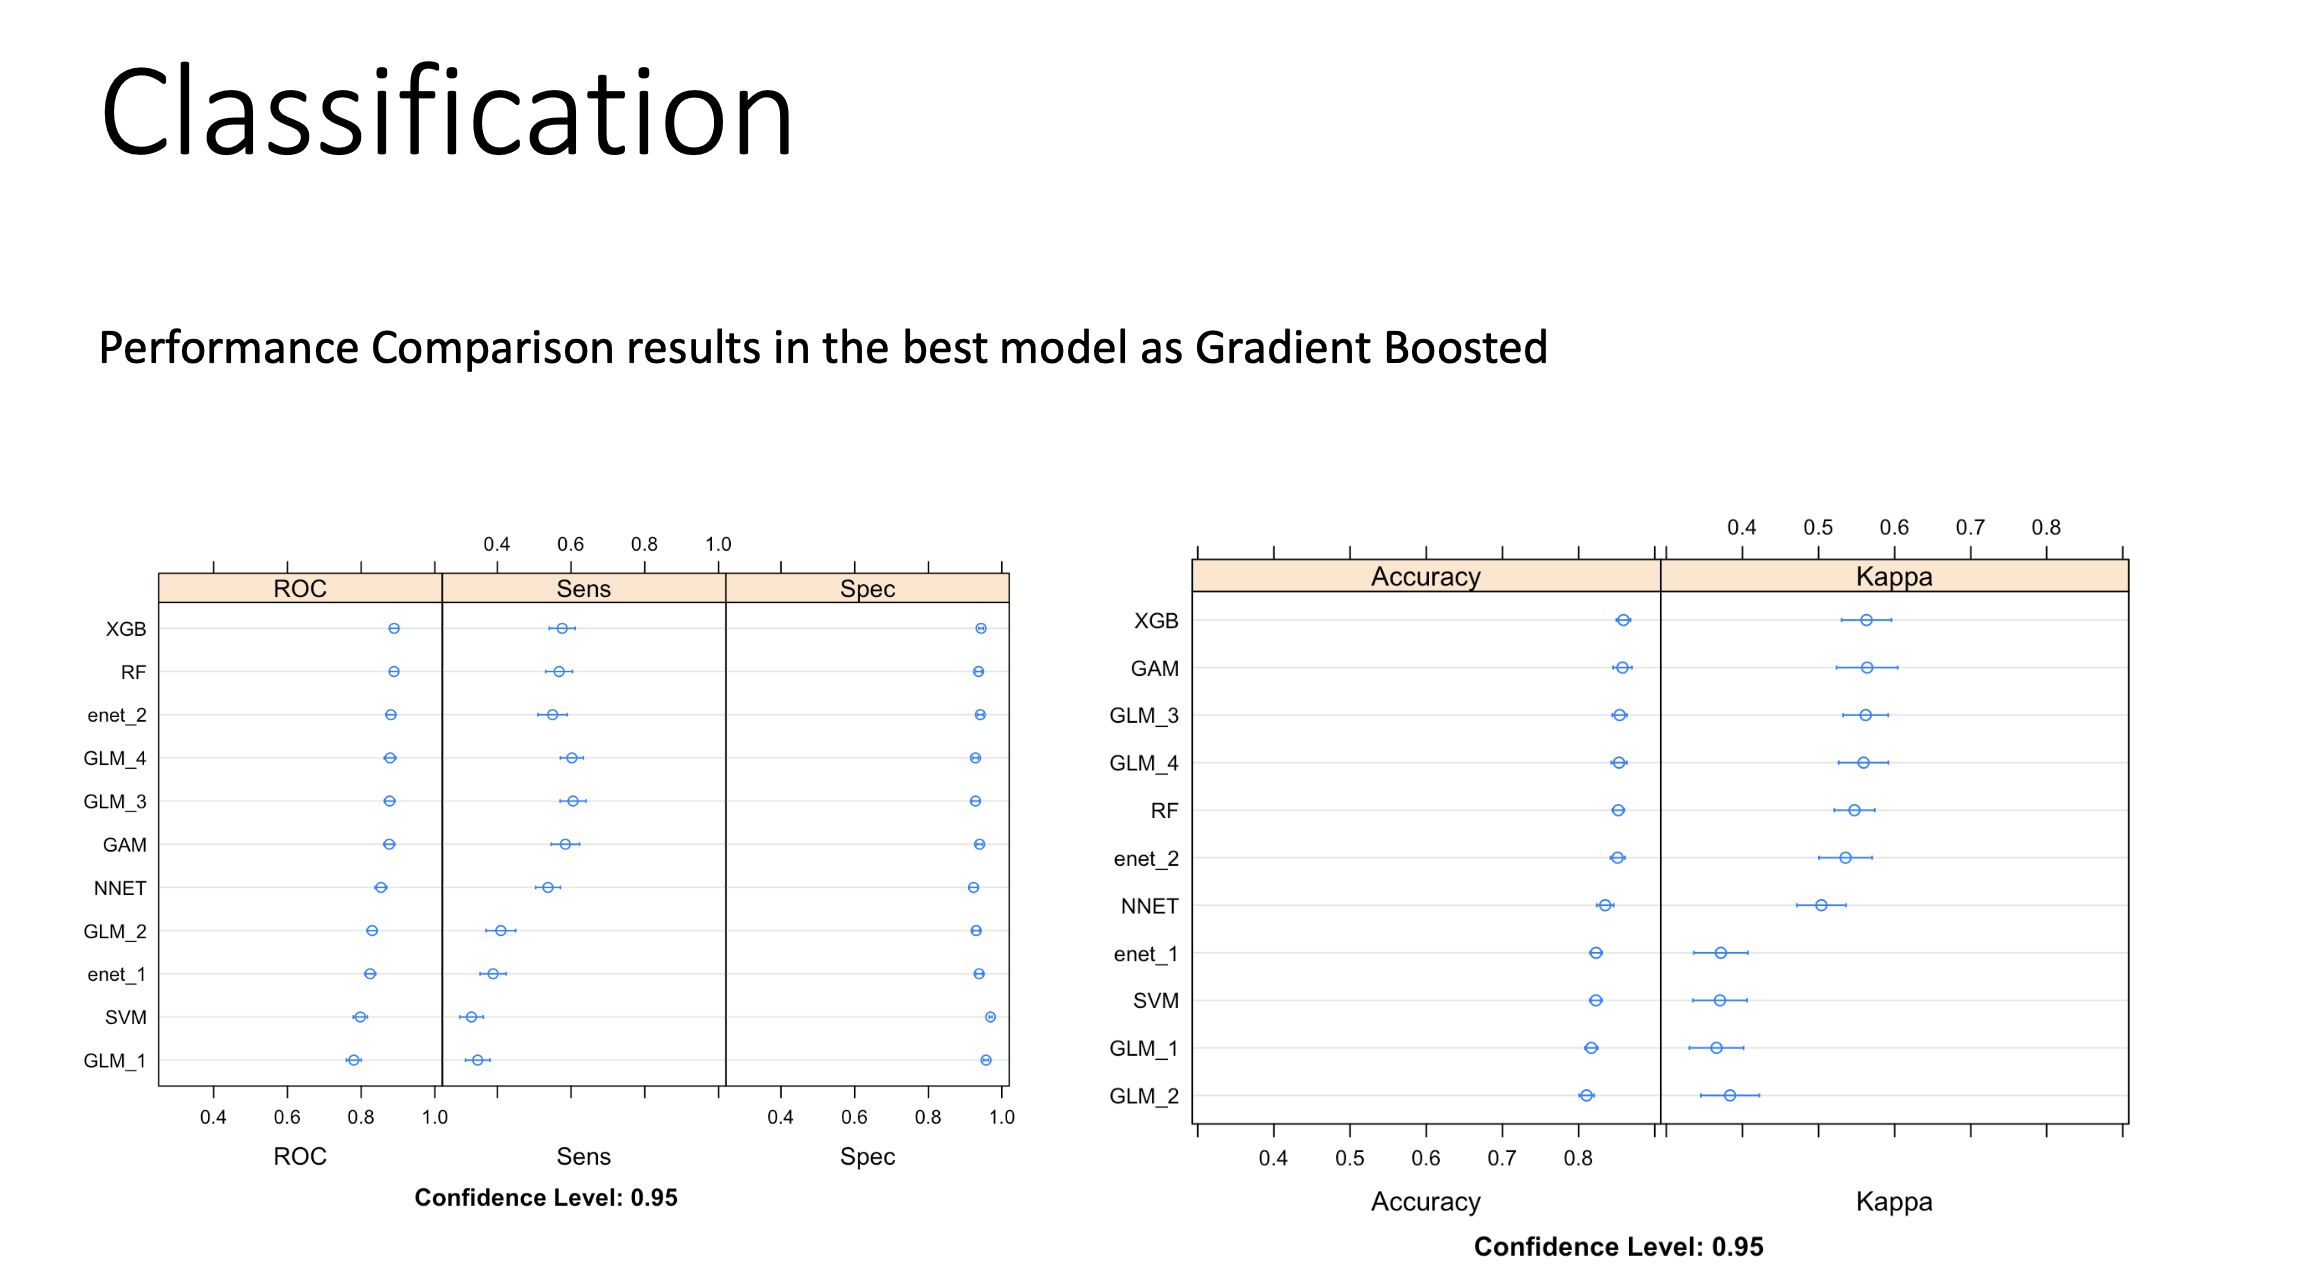 Classification
Performance Comparison results in the best model as Gradient Boosted
0.4 0.6 0.8 1.0
ROC Sens Spec
XGB
RF
enet_2
GLM_4
GLM_3
GAM
NNET
GLM_2
enet_1
SVM
GLM_1
0.4 0.6 0.8 1.0 0.4 0.6 0.8 1.0
ROC Sens Spec
Confidence Level: 0.95
0.4 0.5 0.6 0.7 0.8
Accuracy Kappa
XGB
GAM
GLM_3
GLM_4
RF
enet_2
NNET
enet_1
SVM
GLM_1
GLM_2
0.4 0.5 0.6 0.7 0.8
Accuracy Kappa
Confidence Level: 0.95